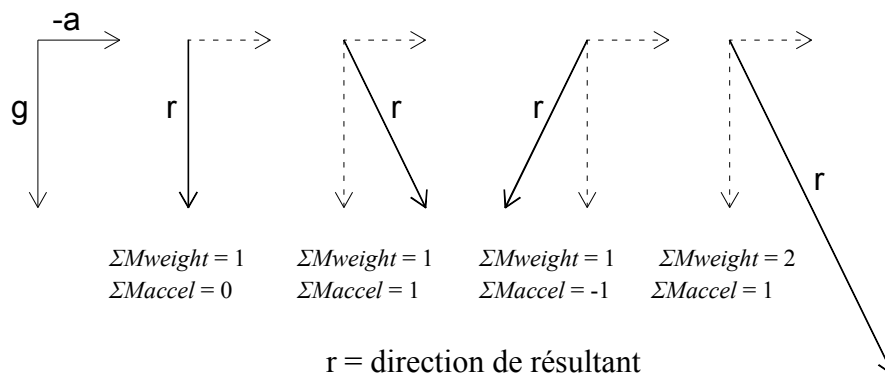 -a
g
r
r
r
r
ΣMweight = 1
ΣMaccel = 0
ΣMweight = 1
ΣMaccel = 1
ΣMweight = 1
ΣMaccel = -1
ΣMweight = 2
ΣMaccel = 1
r = direction de résultant